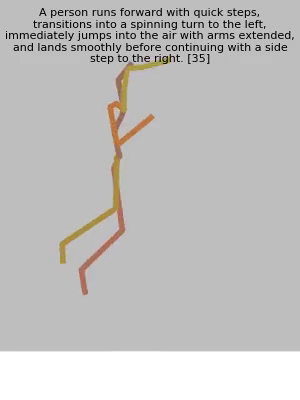 A person runs forward with quick steps,
transitions into a spinning turn to the left,
immediately jumps into the air with arms extended,
and lands smoothly before continuing with a side
step to the right. [35]